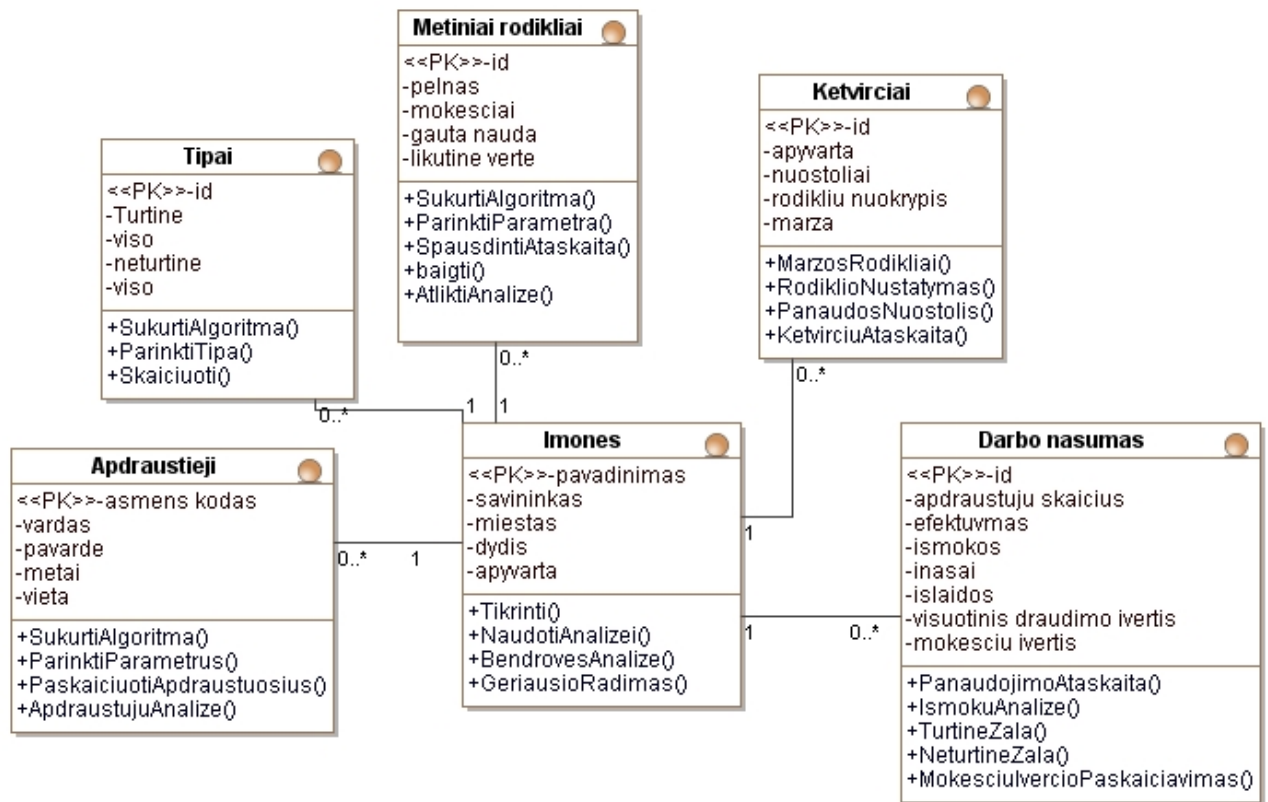 Metiniai rodikliai
<<PK>>-id
-pelnas
-mokesciai
-gauta nauda
-likutine verte
+SukurtiAlgoritma()
+ParinktiParametra()
+SpausdintiAtaskaita()
+baigti()
+AtliktiAnalize()
0..*
1
Ketvirciai
<<PK>>-id
-apyvarta
-nuostoliai
-rodikliu nuokrypis
-marza
+MarzosRodikliai()
+RodiklioNustatymas()
+PanaudosNuostolis()
+KetvirciuAtaskaita()
0..*
1
Tipai
<<PK>>-id
-Turtine
-viso
-neturtine
-viso
+SukurtiAlgoritma()
+ParinktiTipa()
+Skaiciuoti()
0..*
1
Apdraustieji
<<PK>>-asmens kodas
-vardas
-pavarde
-metai
-vieta
+SukurtiAlgoritma()
+ParinktiParametrus()
+PaskaiciuotiApdraustuosius()
+ApdraustujuAnalize()
0..*
1
Imones
<<PK>>-pavadinimas
-savininkas
-miestas
-dydis
-apyvarta
+Tikrinti()
+NaudotiAnalizei()
+BendrovesAnalize()
+GeriausioRadimas()
1
0..*
Darbo nasumas
<<PK>>-id
-apdraustuju skaicius
-efektuvmas
-ismokos
-inasai
-islaidos
-visuotinis draudimo ivertis
-mokesciu ivertis
+PanaudojimoAtaskaita()
+IsmokuAnalize()
+TurtineZala()
+NeturtineZala()
+MokesciuIvercioPaskaiciavimas()